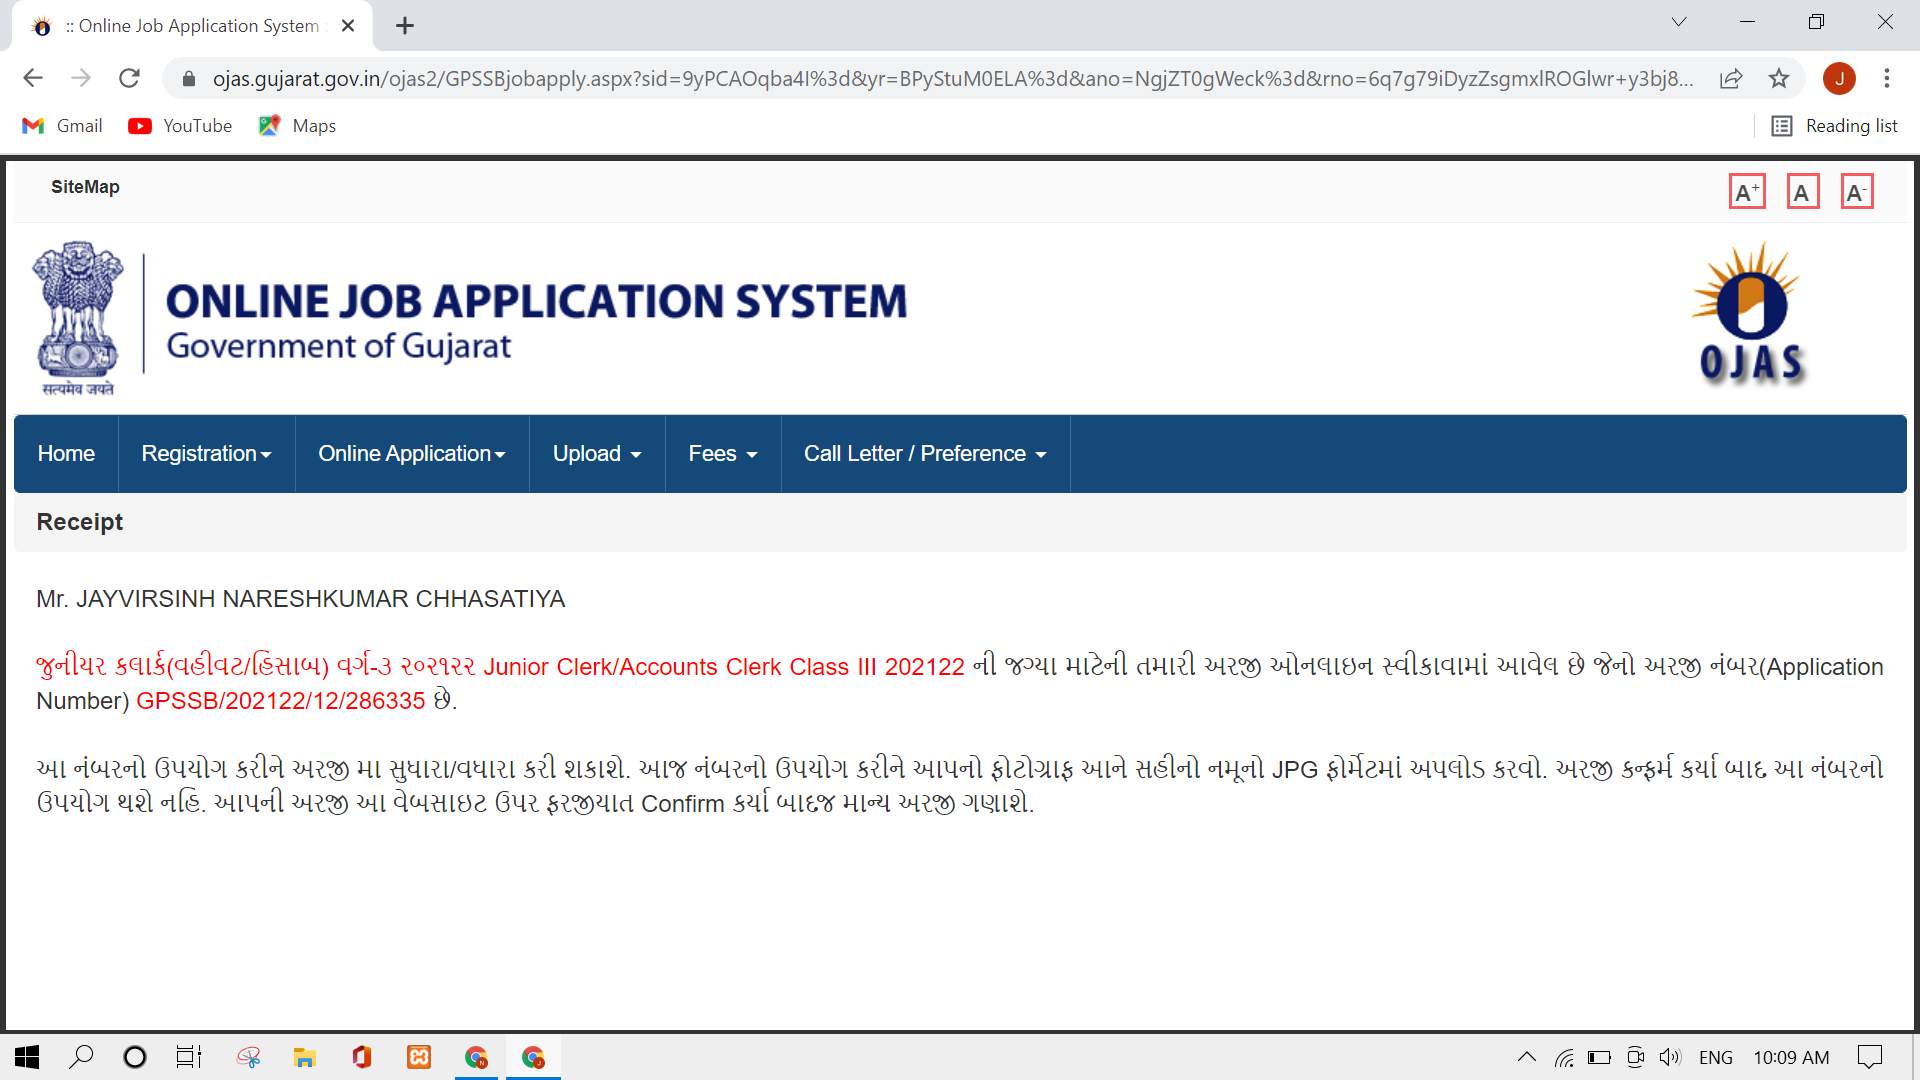 :: Online Job Application System :
ojas.gujarat.gov.in/ojas2/GPSSBjobapply.aspx?sid=9yPCAOqba4I%3d&yr=BPyStuM0ELA%3d&ano=NgjZT0gWeck%3d&rno=6q7g79iDyzZsgmxlROGlwr+y3bj8... J
Gmail YouTube Maps Reading list
SiteMap A+ A A-
ONLINE JOB APPLICATION SYSTEM
Government of Gujarat
सत्यमेव जयते
OJAS
Home Registration Online Application Upload Fees Call Letter / Preference
Receipt
Mr. JAYVIRSINH NARESHKUMAR CHHASATIYA
જુનીયર કલાર્ક(વહીવટ/હિસાબ) વર્ગ-૩ ૨૦૨૧૨૨ Junior Clerk/Accounts Clerk Class III 202122 ની જગ્યા માટેની તમારી અરજી ઓનલાઇન સ્વીકાવામાં આવેલ છે જેનો અરજી નંબર(Application
Number) GPSSB/202122/12/286335 છે.
આ નંબરનો ઉપયોગ કરીને અરજી મા સુધારા/વધારા કરી શકાશે. આજ નંબરનો ઉપયોગ કરીને આપનો ફોટોગ્રાફ આને સહીનો નમૂનો JPG ફોર્મેટમાં અપલોડ કરવો. અરજી કન્ફર્મ કર્યા બાદ આ નંબરનો
ઉપયોગ થશે નહિ. આપની અરજી આ વેબસાઇટ ઉપર ફરજીયાત Confirm કર્યા બાદજ માન્ય અરજી ગણાશે.
ENG 10:09 AM